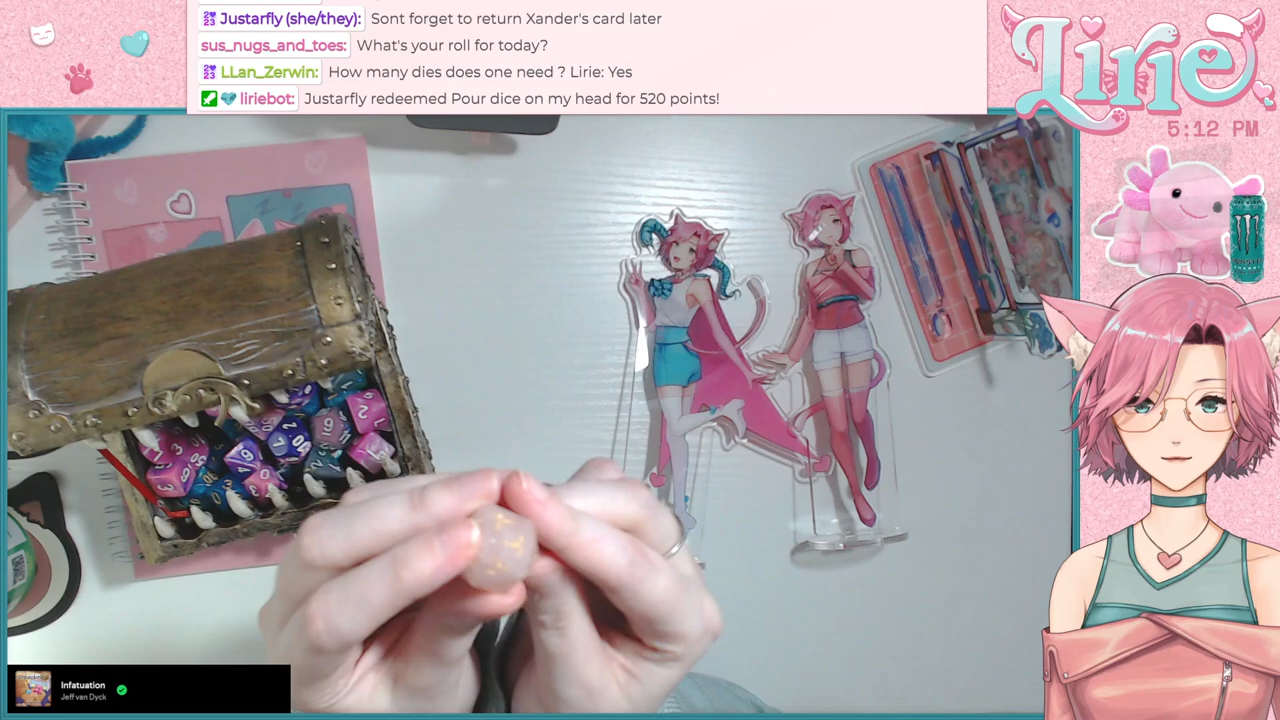 Justarfly (she/they): Sont forget to return Xander's card later
sus_nugs_and_toes: What's your roll for today?
LLan_Zerwin: How many dies does one need ? Lirie: Yes
liriebot: Justarfly redeemed Pour dice on my head for 520 points!
Lirie
5:12 PM
Infatuation
Jeff van Dyck